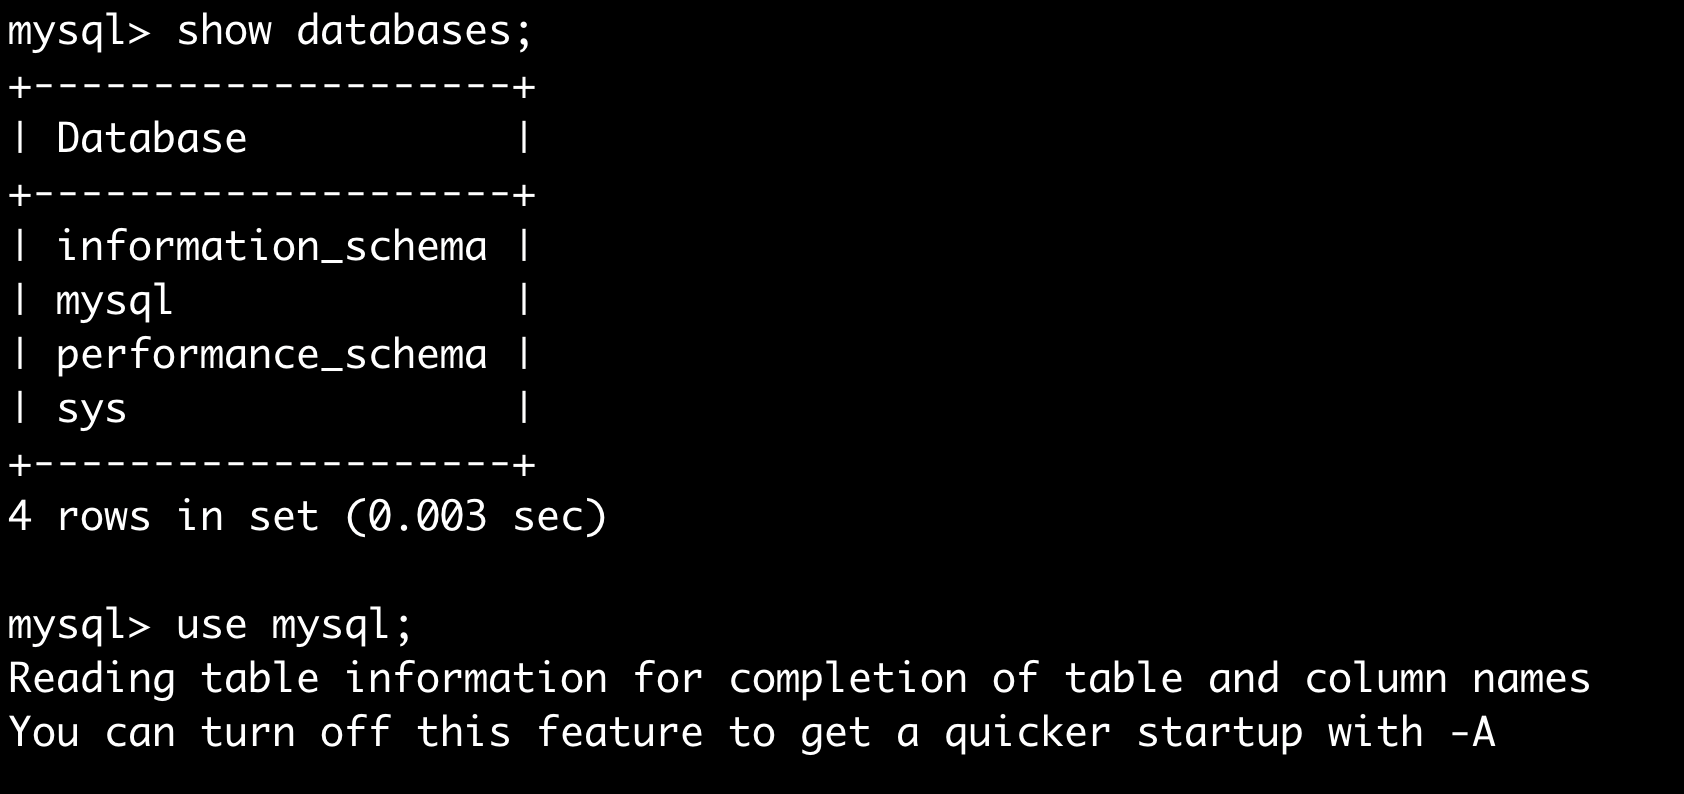 mysql> show databases;
+--------------------+
| Database           |
+--------------------+
| information_schema |
| mysql              |
| performance_schema |
| sys                |
+--------------------+
4 rows in set (0.003 sec)

mysql> use mysql;
Reading table information for completion of table and column names
You can turn off this feature to get a quicker startup with -A